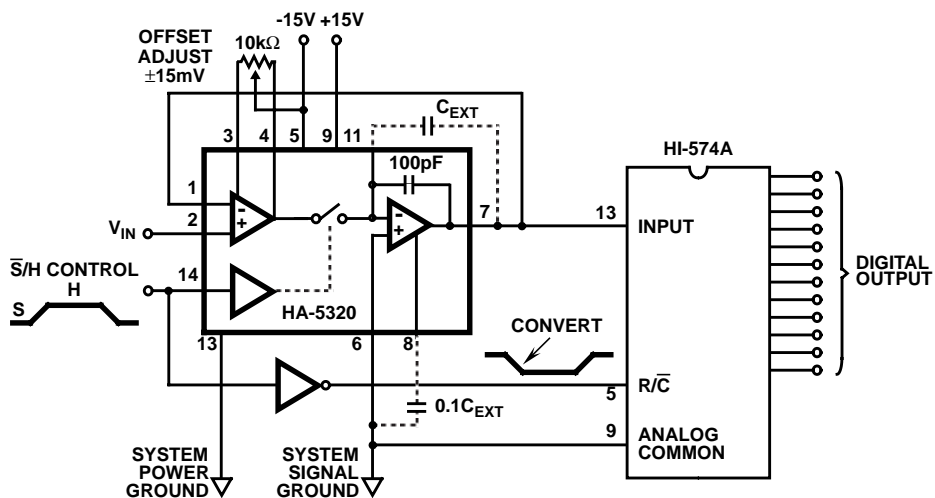 -15V +15V
OFFSET
ADJUST
±15mV
10kΩ
C_EXT
3
4
5
9
11
HI-574A
100pF
1
2
V_IN
-
+
-
+
7
13
INPUT
S̅/H CONTROL
14
H
S
HA-5320
DIGITAL
OUTPUT
13
6
8
CONVERT
R/C̅
5
0.1C_EXT
9
ANALOG
COMMON
SYSTEM
POWER
GROUND
SYSTEM
SIGNAL
GROUND